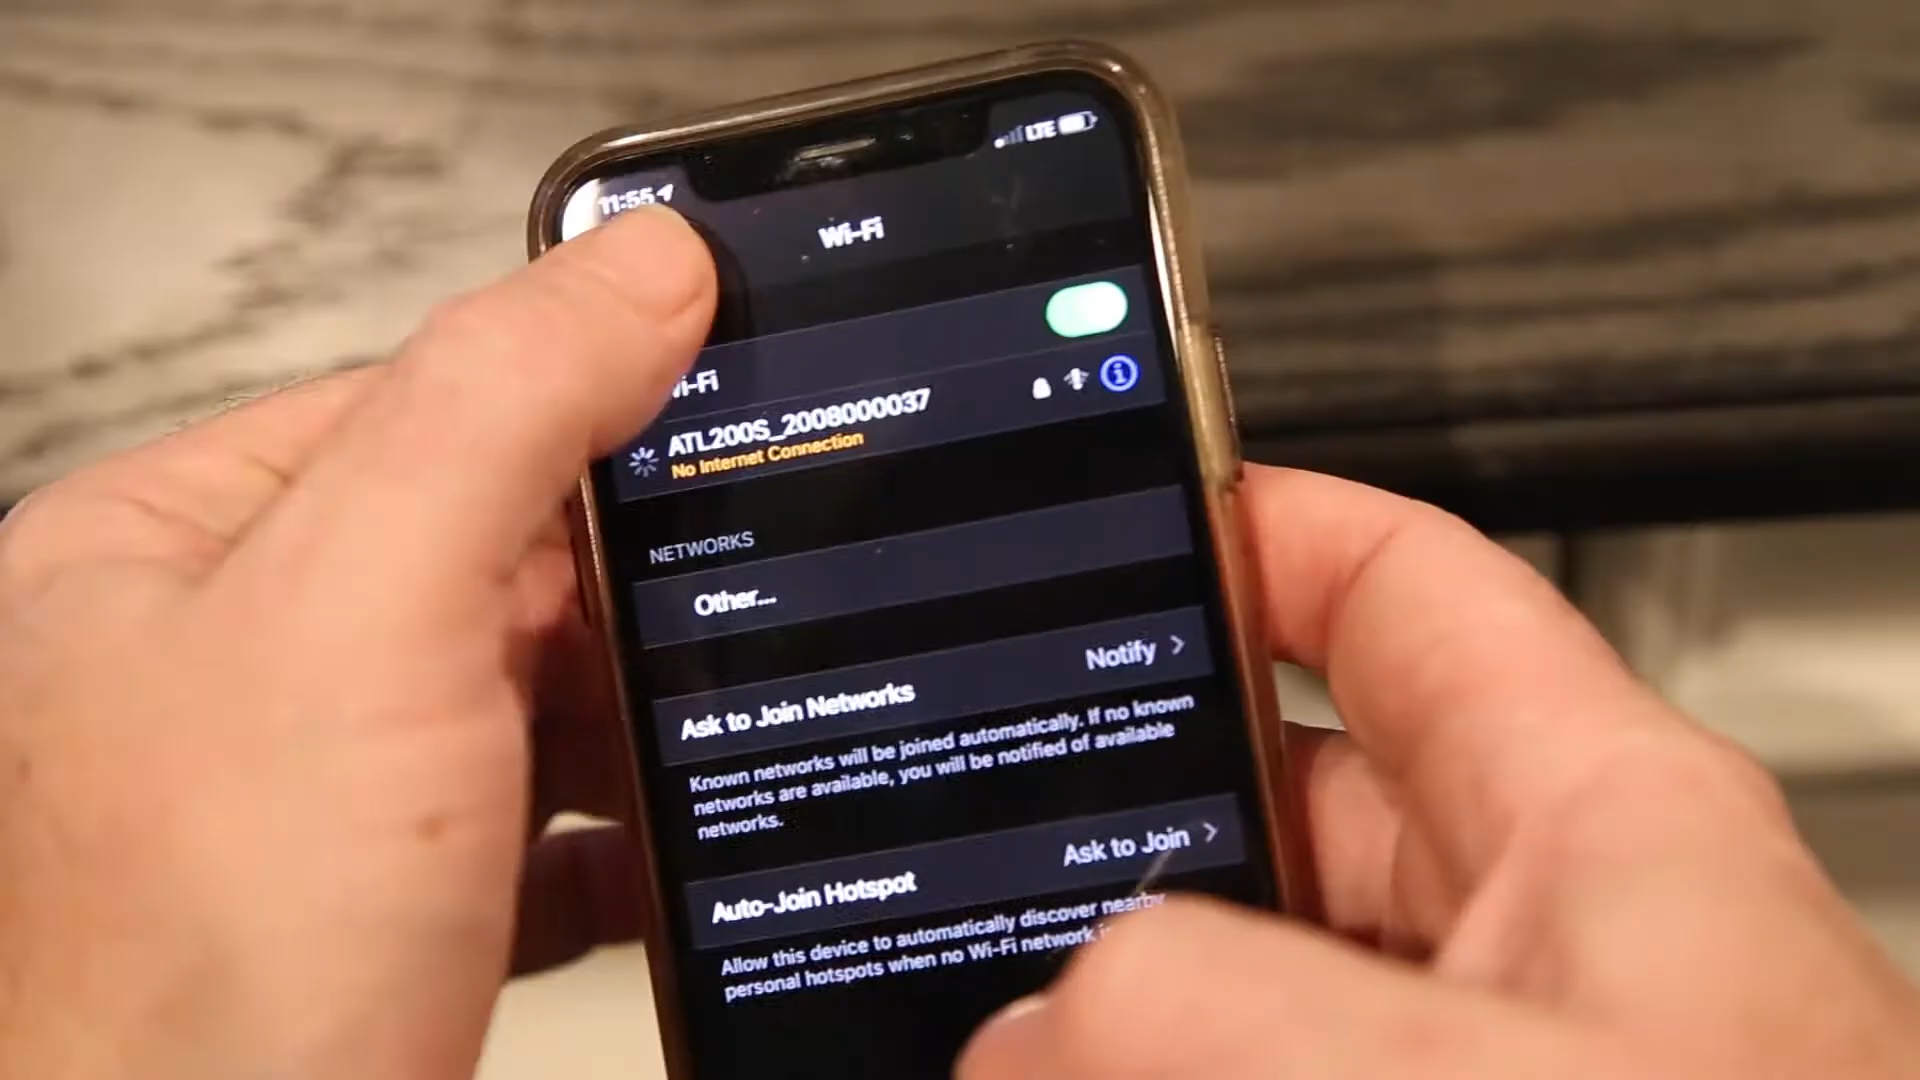 11:55
LTE
Wi-Fi
i-Fi
ATL200S_2008000037
No Internet Connection
NETWORKS
Other...
Ask to Join Networks
Notify
Known networks will be joined automatically. If no known
networks are available, you will be notified of available
networks.
Auto-Join Hotspot
Ask to Join
Allow this device to automatically discover nearby
personal hotspots when no Wi-Fi network